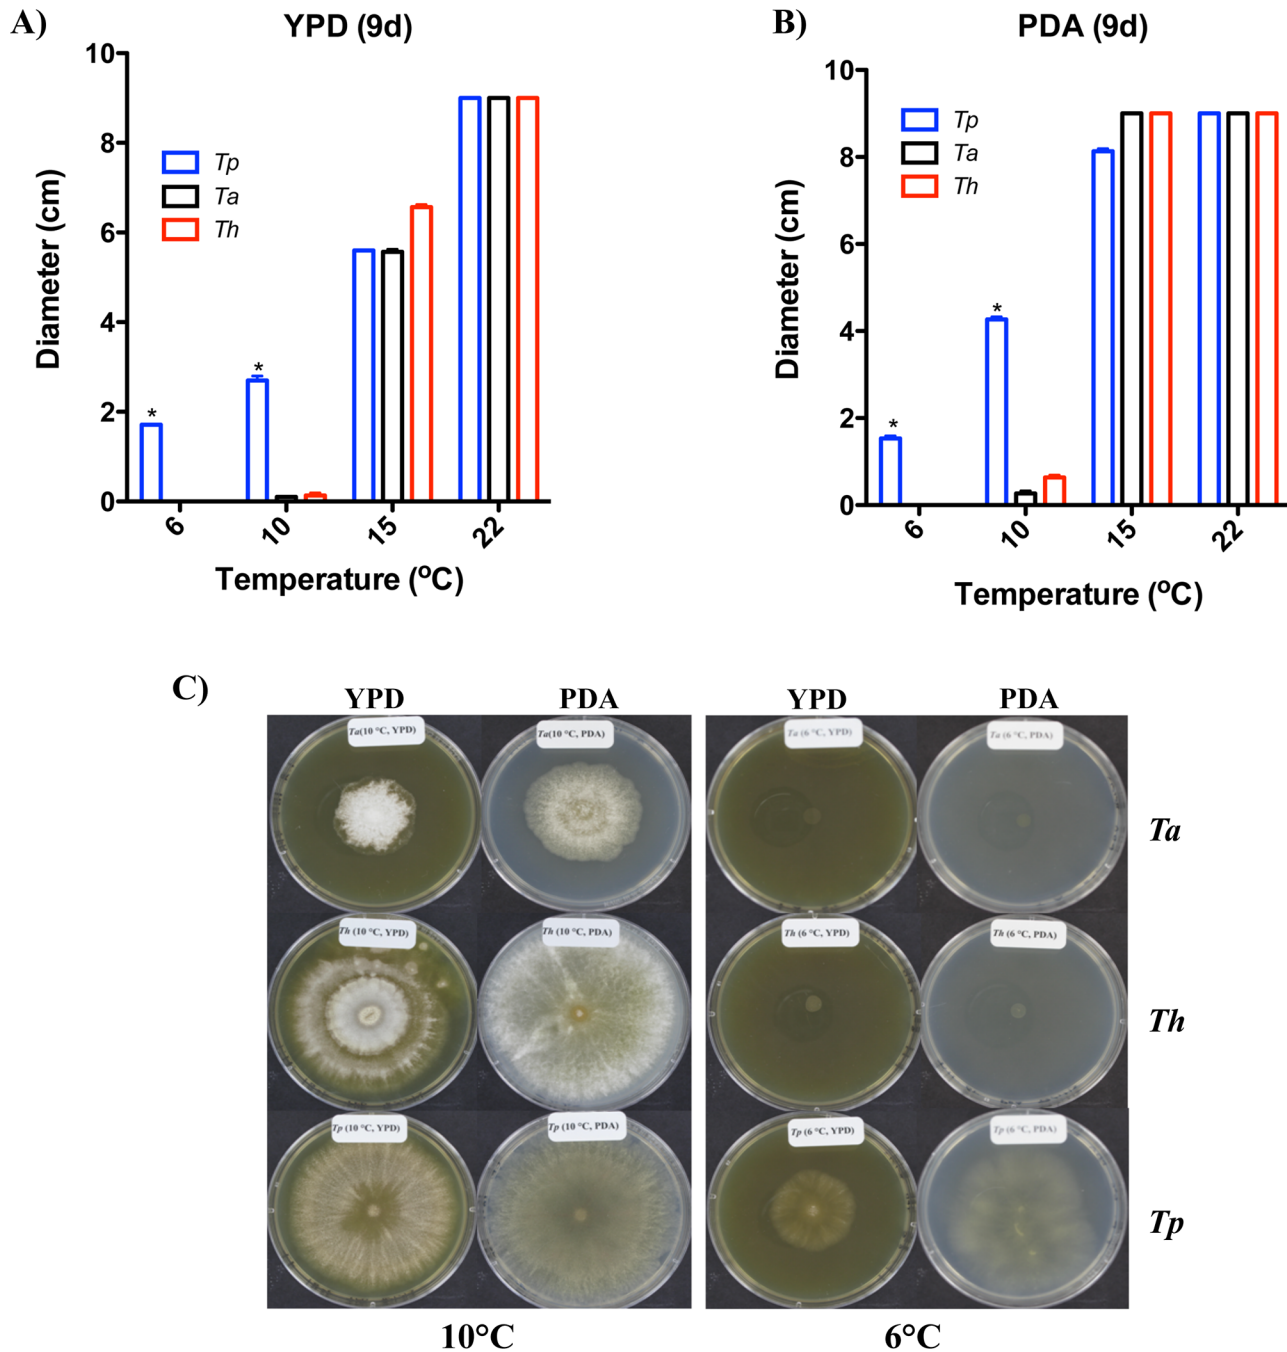 A)
YPD (9d)
Diameter (cm)
10
8
6
4
2
0
Tp
Ta
Th
*
*
6
10
15
22
Temperature (ºC)
B)
PDA (9d)
Diameter (cm)
10
8
6
4
2
0
Tp
Ta
Th
*
*
6
10
15
22
Temperature (ºC)
C)
YPD PDA YPD PDA
Ta(10 °C, YPD) Ta(10 °C, PDA) Ta (6 °C, YPD) Ta (6 °C, PDA)
Ta
Th (10 °C, YPD) Th (10 °C, PDA) Th (6 °C, YPD) Th (6 °C, PDA)
Th
Tp (10 °C, YPD) Tp (10 °C, PDA) Tp (6 °C, YPD) Tp (6 °C, PDA)
Tp
10°C 6°C